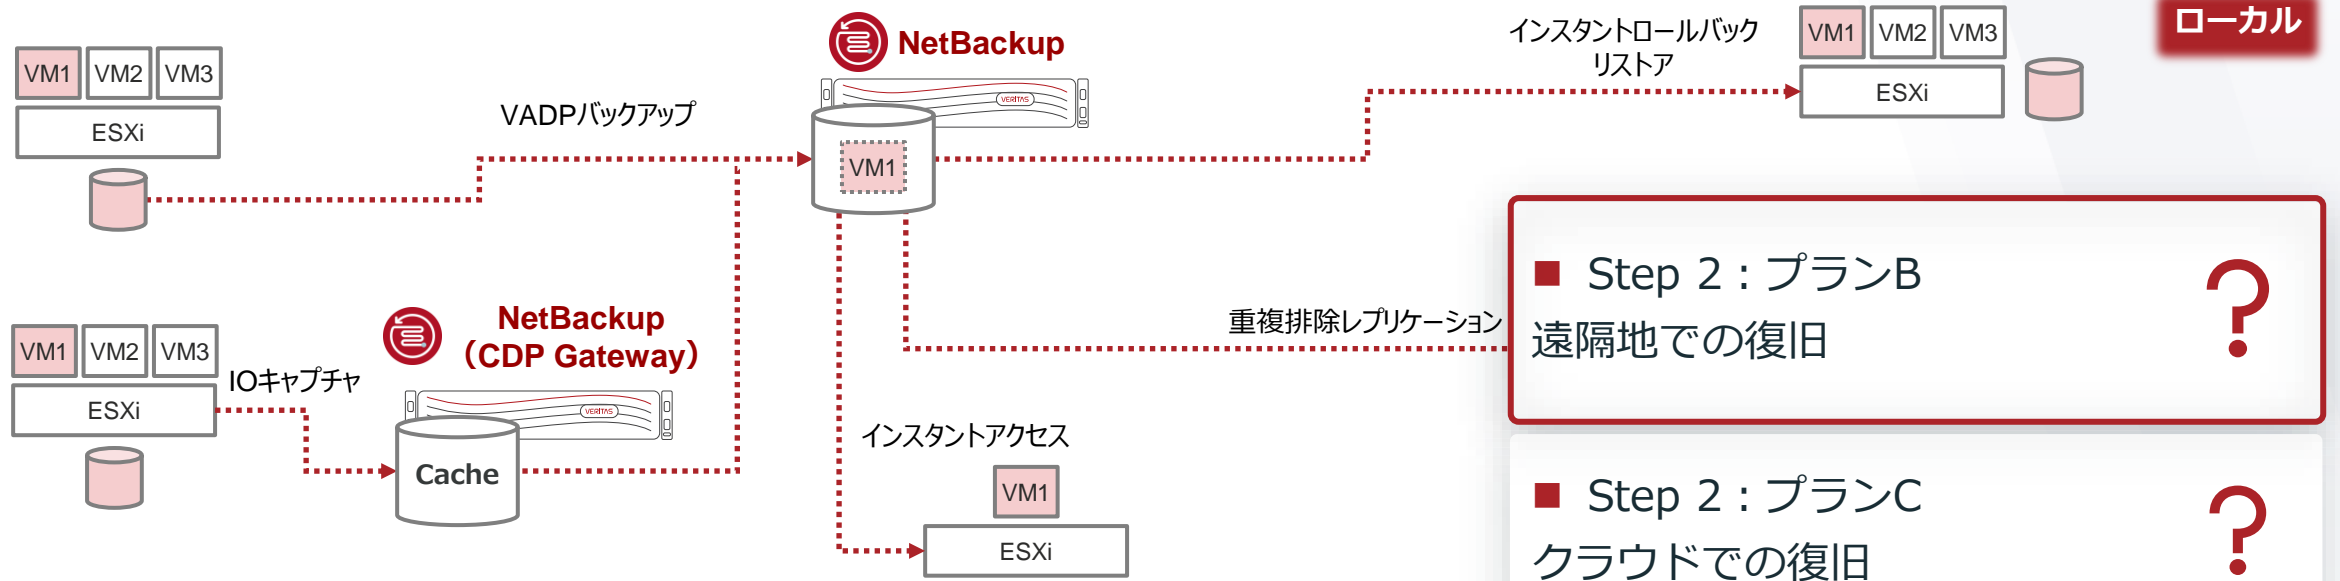 VM1 VM2 VM3
ESXi
VADPバックアップ
NetBackup
VERITAS
VM1
インスタントロールバック
リストア
VM1 VM2 VM3
ESXi
ローカル
VM1 VM2 VM3
ESXi
IOキャプチャ
NetBackup
（CDP Gateway）
VERITAS
Cache
重複排除レプリケーション
インスタントアクセス
VM1
ESXi
■ Step 2：プランB
遠隔地での復旧
?
■ Step 2：プランC
クラウドでの復旧
?